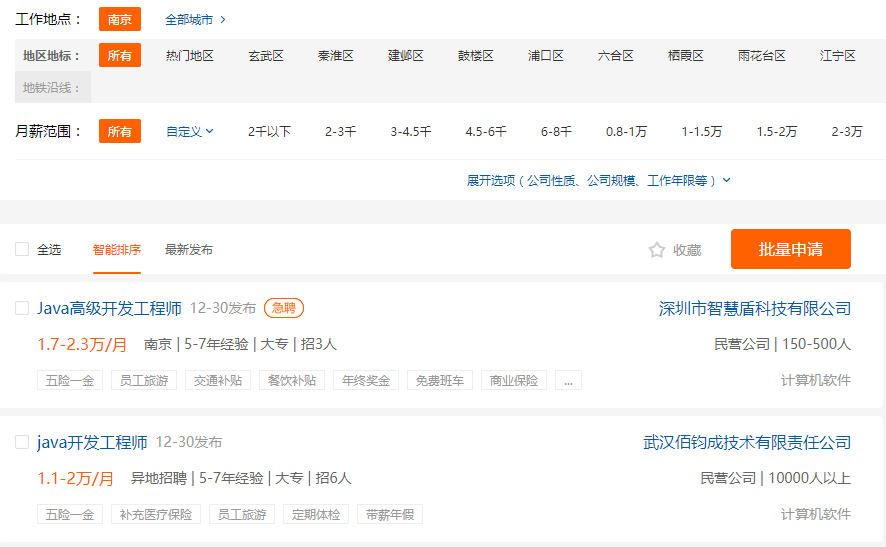 工作地点： 南京 全部城市
地区地标： 所有 热门地区 玄武区 秦淮区 建邺区 鼓楼区 浦口区 六合区 栖霞区 雨花台区 江宁区
地铁沿线：
月薪范围： 所有 自定义 2千以下 2-3千 3-4.5千 4.5-6千 6-8千 0.8-1万 1-1.5万 1.5-2万 2-3万
展开选项（公司性质、公司规模、工作年限等）
全选 智能排序 最新发布 收藏 批量申请
Java高级开发工程师 12-30发布 急聘 深圳市智慧盾科技有限公司
1.7-2.3万/月 南京 | 5-7年经验 | 大专 | 招3人 民营公司 | 150-500人
五险一金 员工旅游 交通补贴 餐饮补贴 年终奖金 免费班车 商业保险 ... 计算机软件
java开发工程师 12-30发布 武汉佰钧成技术有限责任公司
1.1-2万/月 异地招聘 | 5-7年经验 | 大专 | 招6人 民营公司 | 10000人以上
五险一金 补充医疗保险 员工旅游 定期体检 带薪年假 计算机软件